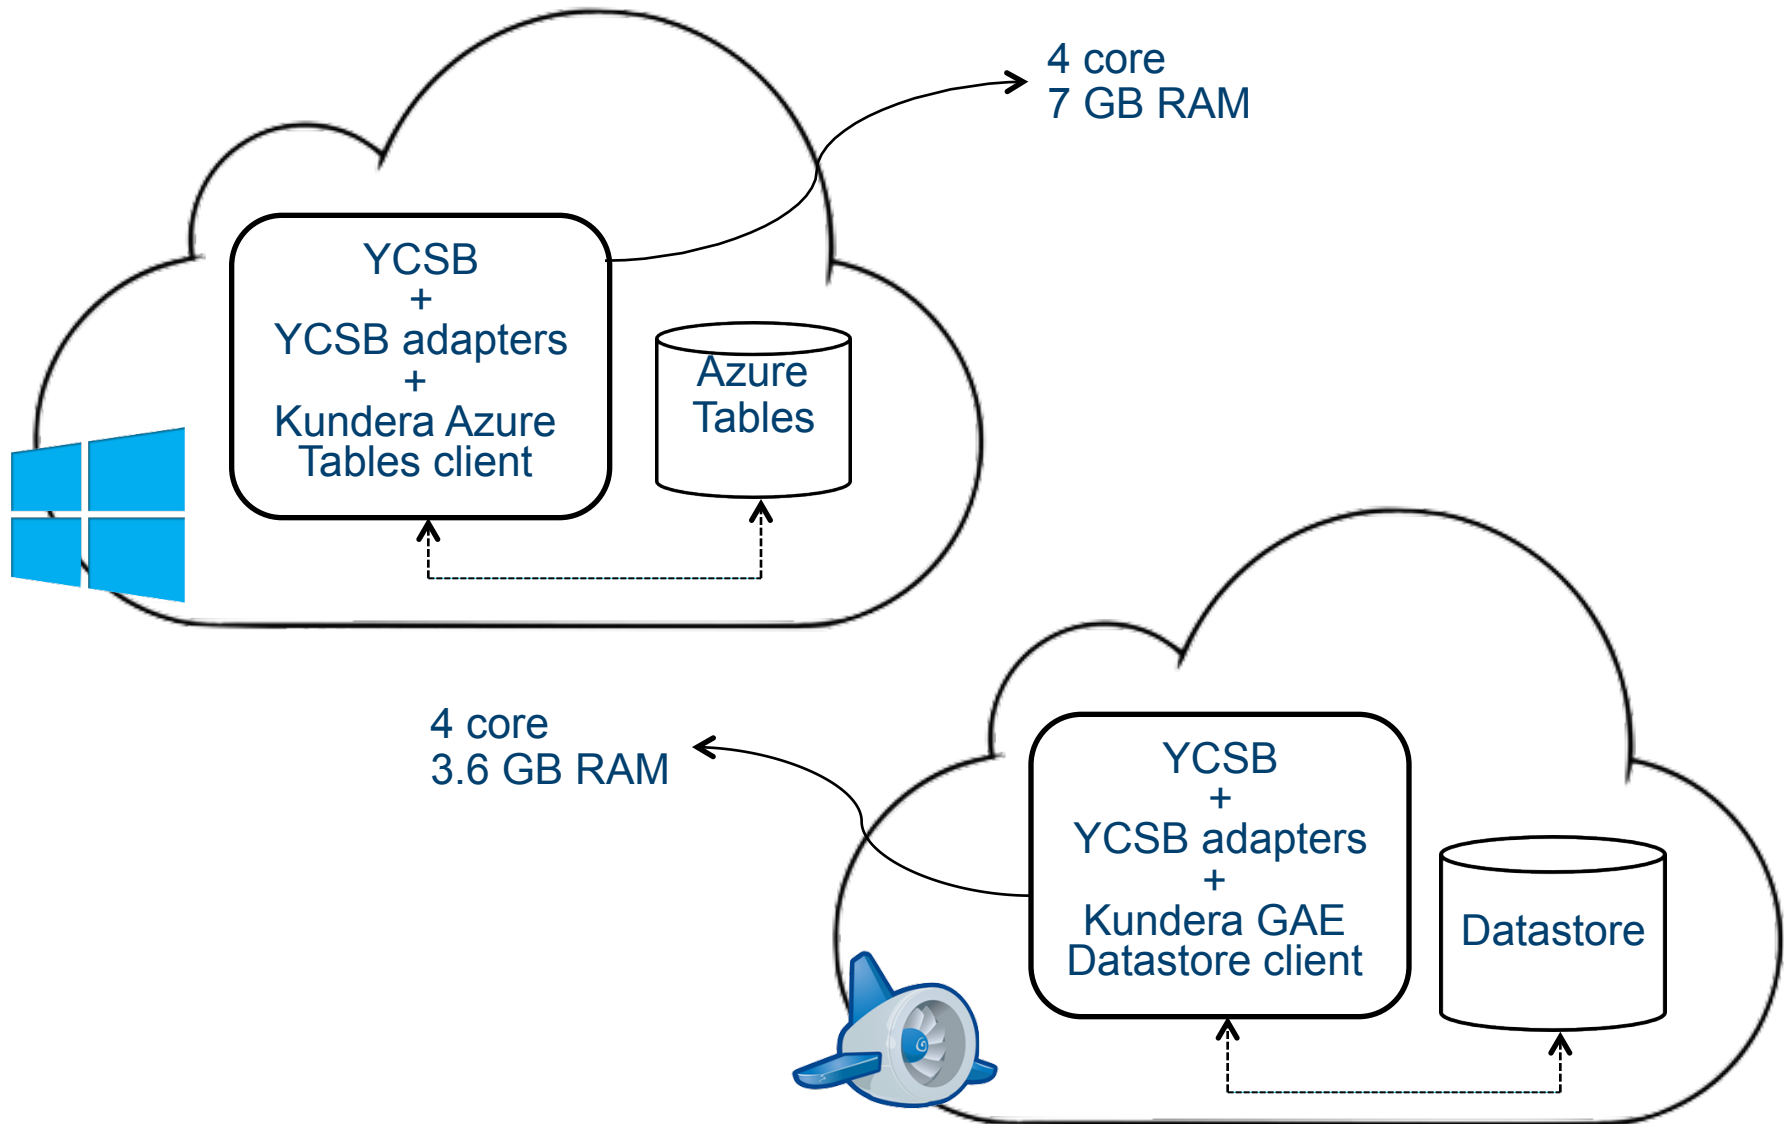 4 core
7 GB RAM
YCSB
+
YCSB adapters
+
Kundera Azure
Tables client
Azure
Tables
4 core
3.6 GB RAM
YCSB
+
YCSB adapters
+
Kundera GAE
Datastore client
Datastore